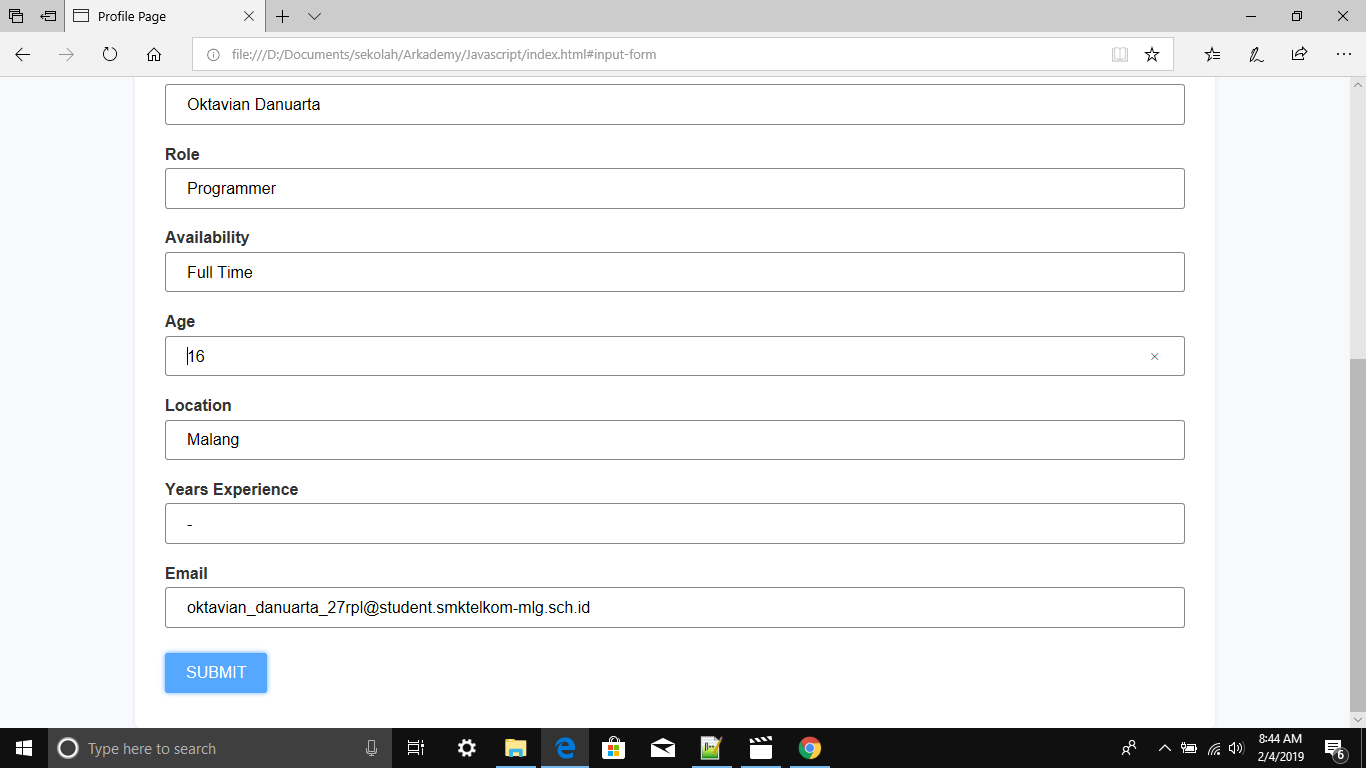 Profile Page
file:///D:/Documents/sekolah/Arkademy/Javascript/index.html#input-form
Oktavian Danuarta
Role
Programmer
Availability
Full Time
Age
16
Location
Malang
Years Experience
-
Email
oktavian_danuarta_27rpl@student.smktelkom-mlg.sch.id
SUBMIT
Type here to search
8:44 AM
2/4/2019
6